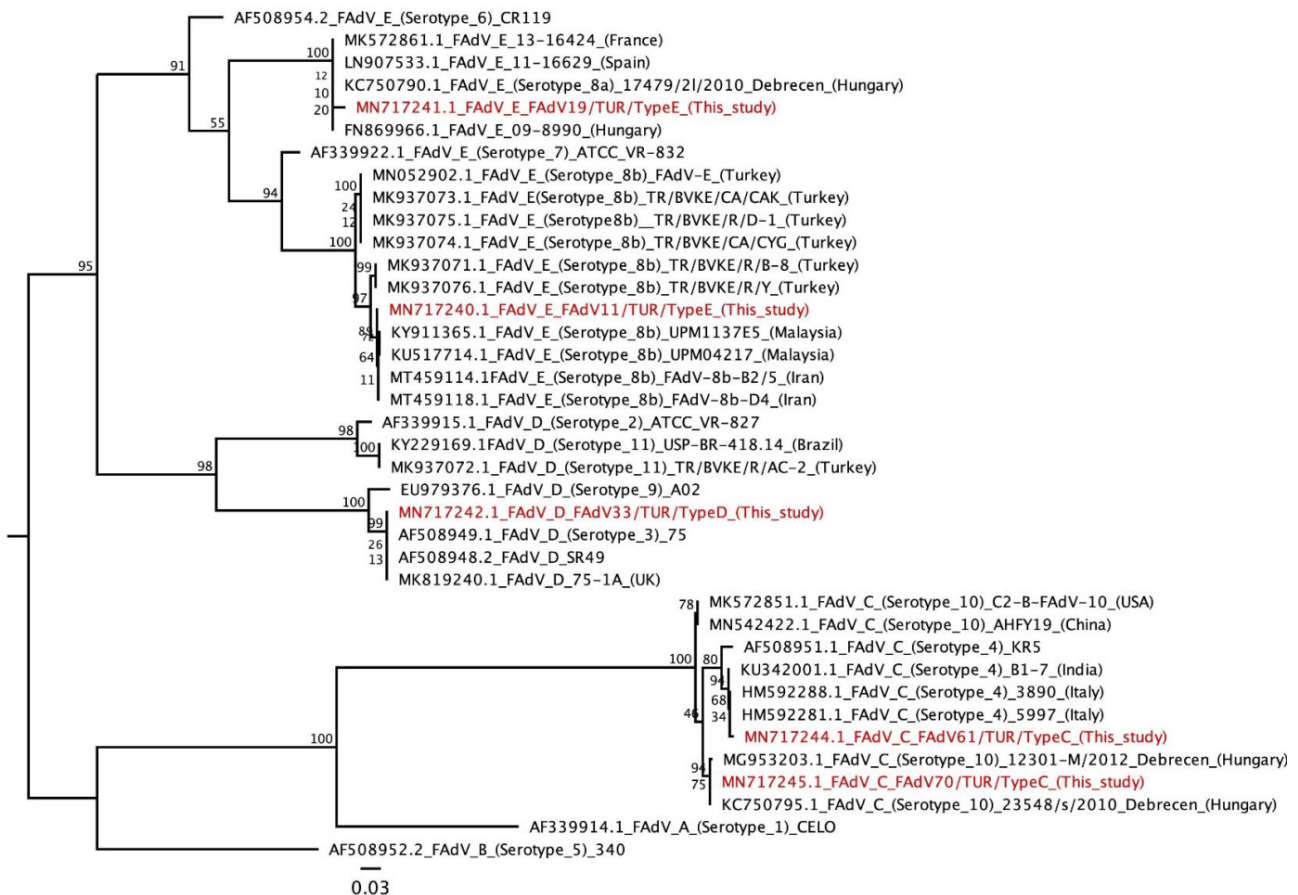 AF508954.2_FAdV_E_(Serotype_6)_CR119
91
MK572861.1_FAdV_E_13-16424_(France)
100
LN907533.1_FAdV_E_11-16629_(Spain)
12
KC750790.1_FAdV_E_(Serotype_8a)_17479/2l/2010_Debrecen_(Hungary)
10
20
MN717241.1_FAdV_E_FAdV19/TUR/TypeE_(This_study)
55
FN869966.1_FAdV_E_09-8990_(Hungary)
AF339922.1_FAdV_E_(Serotype_7)_ATCC_VR-832
94
MN052902.1_FAdV_E_(Serotype_8b)_FAdV-E_(Turkey)
100
MK937073.1_FAdV_E(Serotype_8b)_TR/BVKE/CA/CAK_(Turkey)
24
MK937075.1_FAdV_E_(Serotype8b)__TR/BVKE/R/D-1_(Turkey)
12
MK937074.1_FAdV_E_(Serotype_8b)_TR/BVKE/CA/CYG_(Turkey)
100
MK937071.1_FAdV_E_(Serotype_8b)_TR/BVKE/R/B-8_(Turkey)
99
95
MK937076.1_FAdV_E_(Serotype_8b)_TR/BVKE/R/Y_(Turkey)
97
MN717240.1_FAdV_E_FAdV11/TUR/TypeE_(This_study)
KY911365.1_FAdV_E_(Serotype_8b)_UPM1137E5_(Malaysia)
KU517714.1_FAdV_E_(Serotype_8b)_UPM04217_(Malaysia)
64
MT459114.1FAdV_E_(Serotype_8b)_FAdV-8b-B2/5_(Iran)
11
MT459118.1_FAdV_E_(Serotype_8b)_FAdV-8b-D4_(Iran)
AF339915.1_FAdV_D_(Serotype_2)_ATCC_VR-827
98
KY229169.1FAdV_D_(Serotype_11)_USP-BR-418.14_(Brazil)
100
MK937072.1_FAdV_D_(Serotype_11)_TR/BVKE/R/AC-2_(Turkey)
98
EU979376.1_FAdV_D_(Serotype_9)_A02
100
MN717242.1_FAdV_D_FAdV33/TUR/TypeD_(This_study)
99
AF508949.1_FAdV_D_(Serotype_3)_75
26
AF508948.2_FAdV_D_SR49
13
MK819240.1_FAdV_D_75-1A_(UK)
MK572851.1_FAdV_C_(Serotype_10)_C2-B-FAdV-10_(USA)
78
MN542422.1_FAdV_C_(Serotype_10)_AHFY19_(China)
AF508951.1_FAdV_C_(Serotype_4)_KR5
100
80
KU342001.1_FAdV_C_(Serotype_4)_B1-7_(India)
94
HM592288.1_FAdV_C_(Serotype_4)_3890_(Italy)
68
HM592281.1_FAdV_C_(Serotype_4)_5997_(Italy)
46
34
MN717244.1_FAdV_C_FAdV61/TUR/TypeC_(This_study)
100
MG953203.1_FAdV_C_(Serotype_10)_12301-M/2012_Debrecen_(Hungary)
94
MN717245.1_FAdV_C_FAdV70/TUR/TypeC_(This_study)
75
KC750795.1_FAdV_C_(Serotype_10)_23548/s/2010_Debrecen_(Hungary)
AF339914.1_FAdV_A_(Serotype_1)_CELO
AF508952.2_FAdV_B_(Serotype_5)_340
0.03